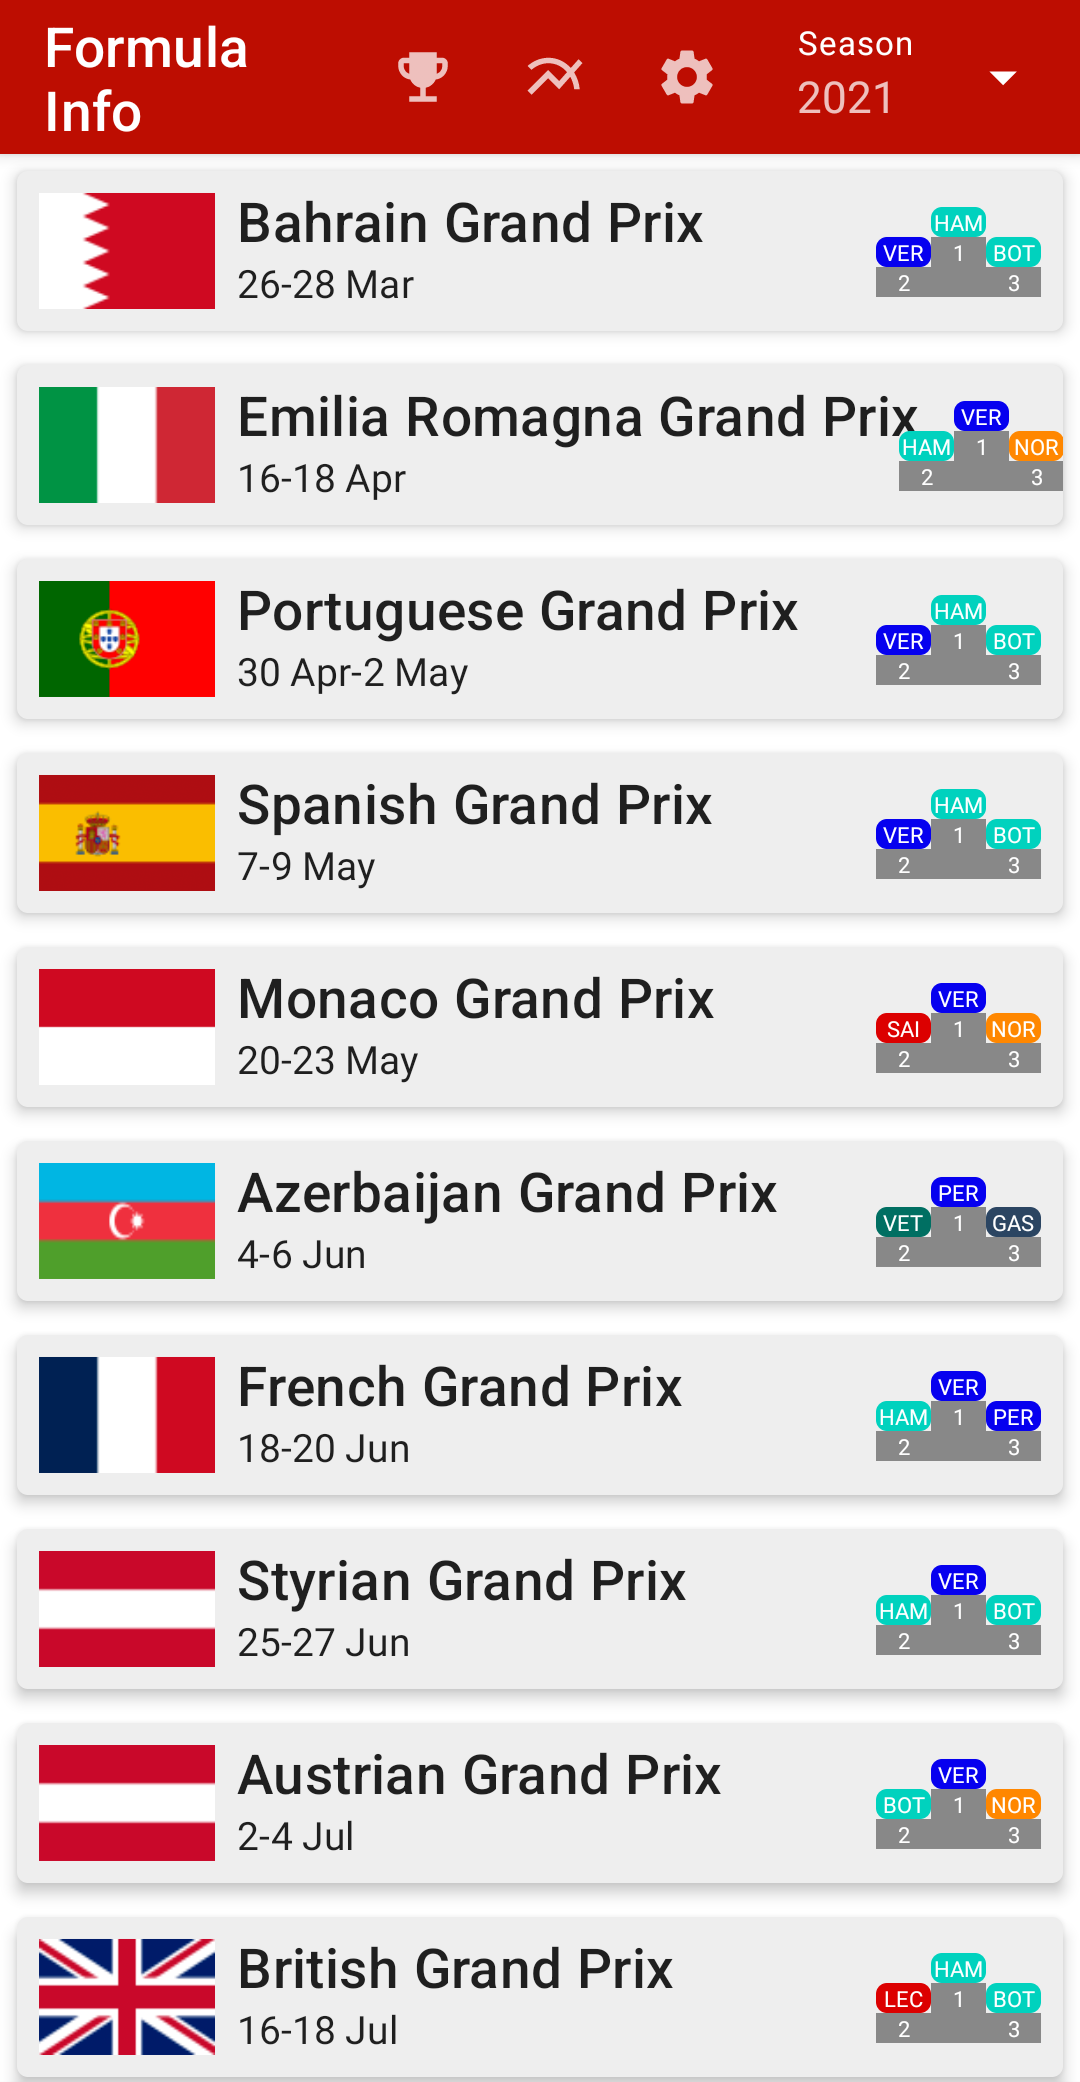 Formula
Info
Season
2021
Bahrain Grand Prix
26-28 Mar
HAM
VER 1 BOT
2 3
Emilia Romagna Grand Prix
16-18 Apr
VER
HAM 1 NOR
2 3
Portuguese Grand Prix
30 Apr-2 May
HAM
VER 1 BOT
2 3
Spanish Grand Prix
7-9 May
HAM
VER 1 BOT
2 3
Monaco Grand Prix
20-23 May
VER
SAI 1 NOR
2 3
Azerbaijan Grand Prix
4-6 Jun
PER
VET 1 GAS
2 3
French Grand Prix
18-20 Jun
VER
HAM 1 PER
2 3
Styrian Grand Prix
25-27 Jun
VER
HAM 1 BOT
2 3
Austrian Grand Prix
2-4 Jul
VER
BOT 1 NOR
2 3
British Grand Prix
16-18 Jul
HAM
LEC 1 BOT
2 3